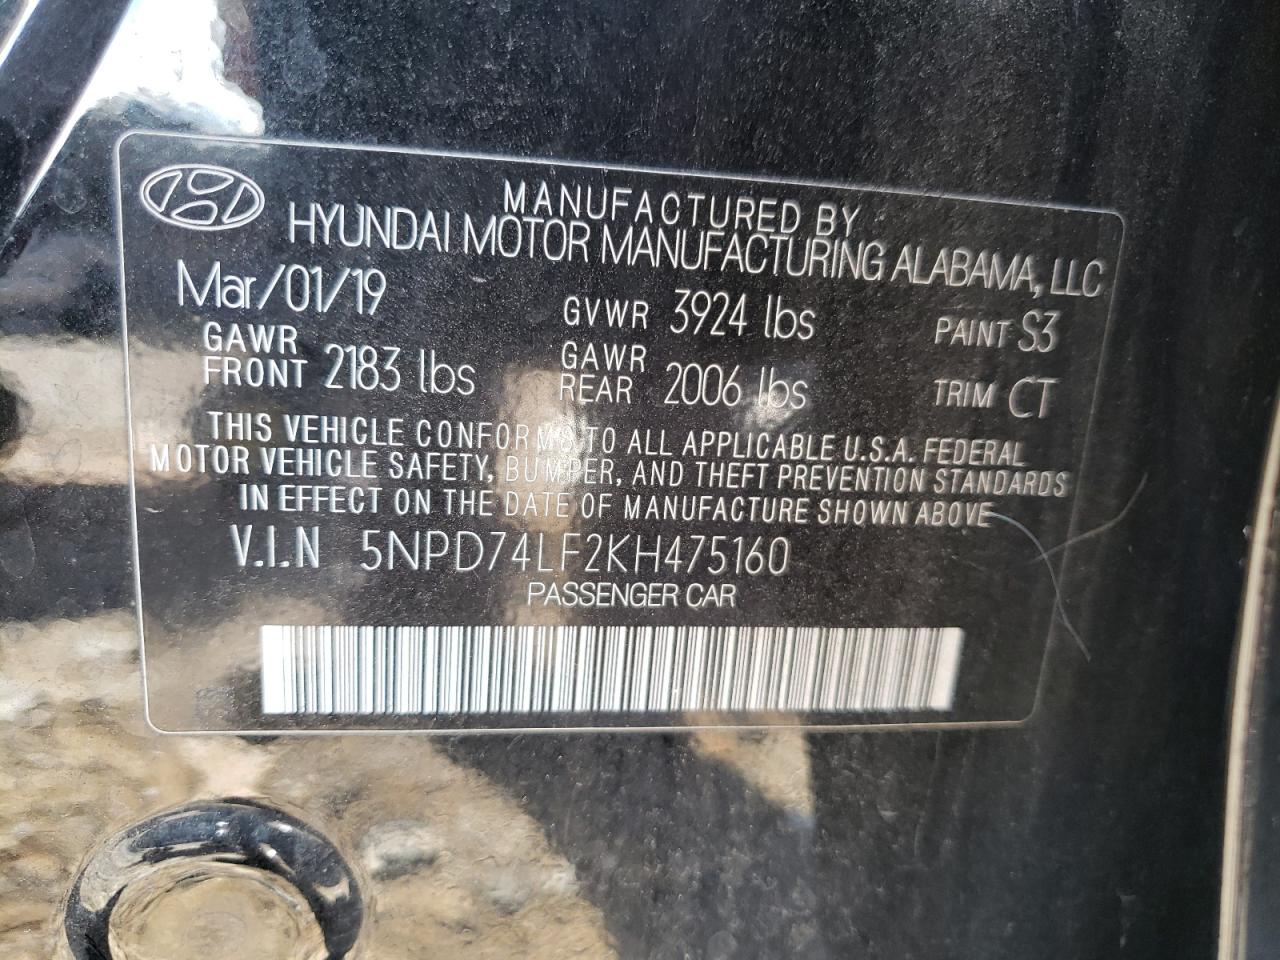 MANUFACTURED BY
HYUNDAI MOTOR MANUFACTURING ALABAMA, LLC
Mar/01/19 GVWR 3924 lbs PAINT S3
GAWR FRONT 2183 lbs GAWR REAR 2006 lbs TRIM CT
THIS VEHICLE CONFORMS TO ALL APPLICABLE U.S.A. FEDERAL
MOTOR VEHICLE SAFETY, BUMPER, AND THEFT PREVENTION STANDARDS
IN EFFECT ON THE DATE OF MANUFACTURE SHOWN ABOVE
V.I.N 5NPD74LF2KH475160
PASSENGER CAR